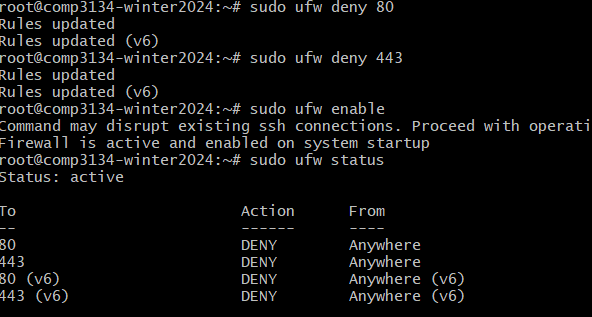 root@comp3134-winter2024:~# sudo ufw deny 80
Rules updated
Rules updated (v6)
root@comp3134-winter2024:~# sudo ufw deny 443
Rules updated
Rules updated (v6)
root@comp3134-winter2024:~# sudo ufw enable
Command may disrupt existing ssh connections. Proceed with operati
Firewall is active and enabled on system startup
root@comp3134-winter2024:~# sudo ufw status
Status: active
To Action From
-- ------ ----
80 DENY Anywhere
443 DENY Anywhere
80 (v6) DENY Anywhere (v6)
443 (v6) DENY Anywhere (v6)